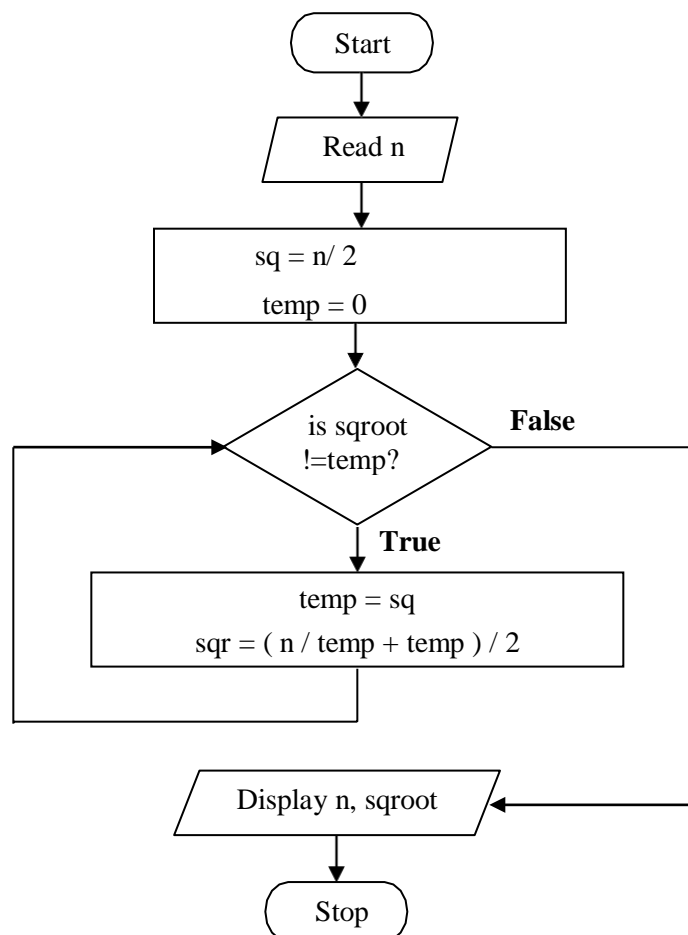 Start
Read n
sq = n/ 2
temp = 0
is sqroot
!=temp?
False
True
temp = sq
sqr = ( n / temp + temp ) / 2
Display n, sqroot
Stop